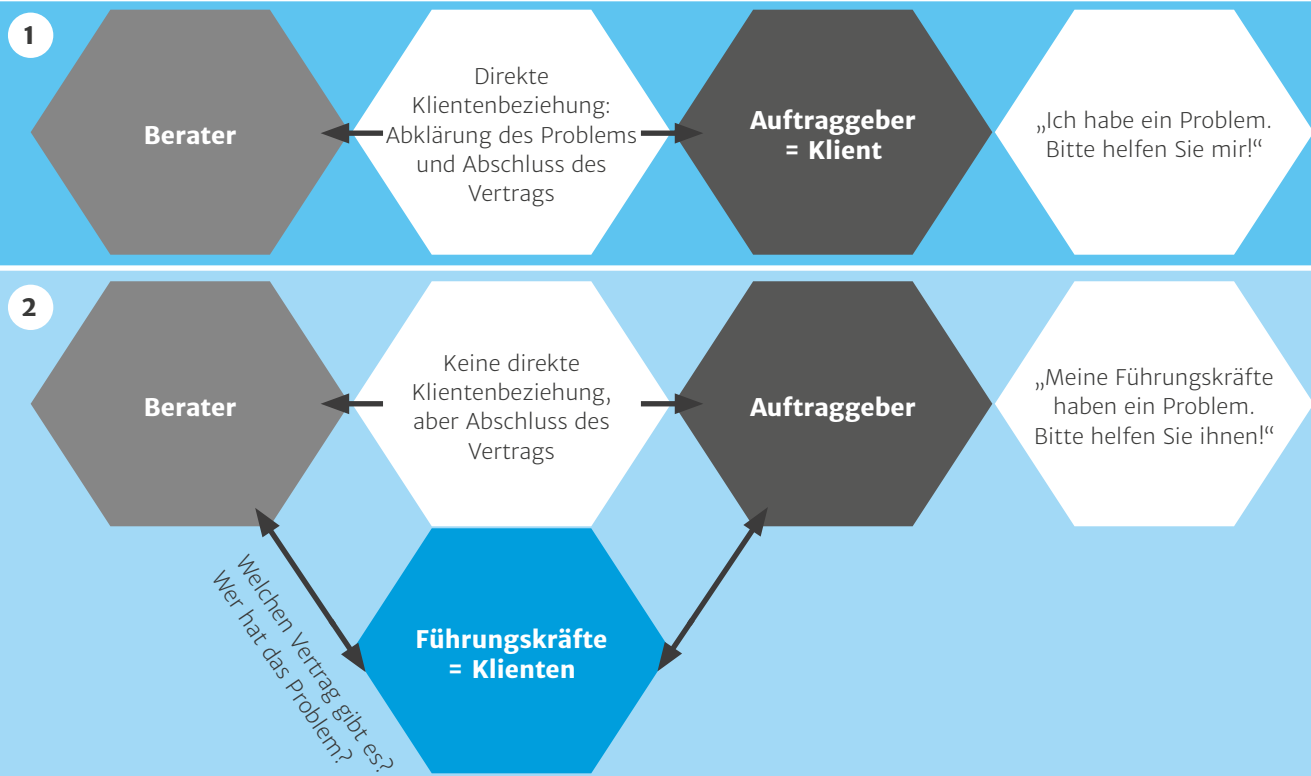 1
Berater
Direkte
Klientenbeziehung:
Abklärung des Problems
und Abschluss des
Vertrags
Auftraggeber
= Klient
„Ich habe ein Problem.
Bitte helfen Sie mir!“
2
Berater
Keine direkte
Klientenbeziehung,
aber Abschluss des
Vertrags
Auftraggeber
„Meine Führungskräfte
haben ein Problem.
Bitte helfen Sie ihnen!“
Welchen Vertrag gibt es?
Wer hat das Problem?
Führungskräfte
= Klienten